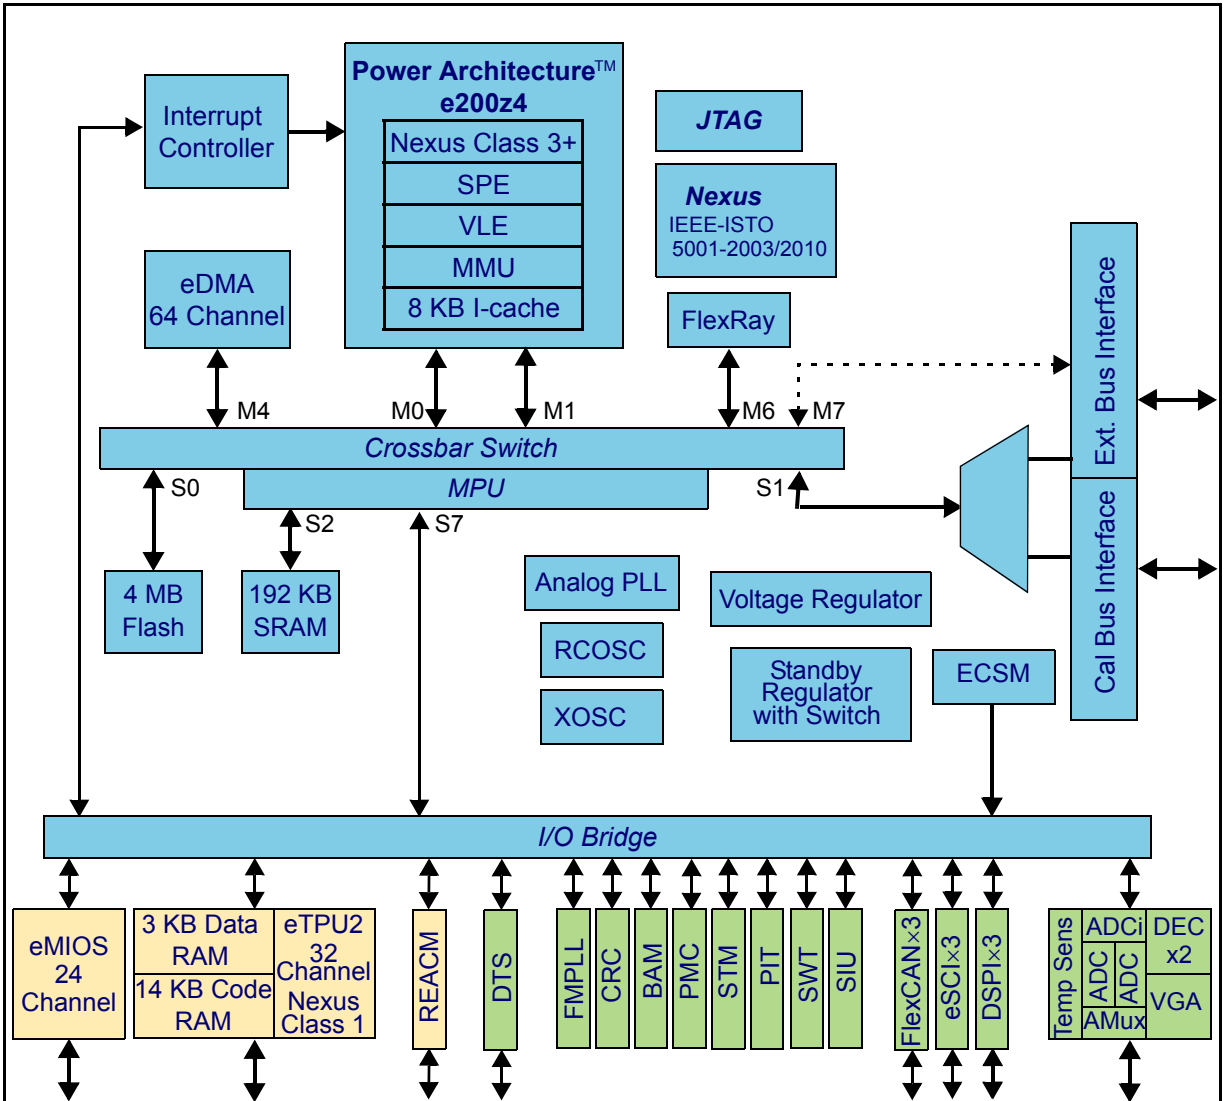 Power Architecture™
e200z4
Nexus Class 3+
SPE
VLE
MMU
8 KB I-cache
Interrupt
Controller
JTAG
Nexus
IEEE-ISTO
5001-2003/2010
eDMA
64 Channel
FlexRay
Ext. Bus Interface
Cal Bus Interface
M4
M0
M1
M6
M7
Crossbar Switch
MPU
S0
S2
S7
S1
4 MB
Flash
192 KB
SRAM
Analog PLL
Voltage Regulator
RCOSC
XOSC
Standby
Regulator
with Switch
ECSM
I/O Bridge
eMIOS
24
Channel
3 KB Data
RAM
14 KB Code
RAM
eTPU2
32
Channel
Nexus
Class 1
REACM
DTS
FMPLL
CRC
BAM
PMC
STM
PIT
SWT
SIU
FlexCAN×3
eSCI×3
DSPI×3
Temp Sens
ADCi
ADC
ADC
AMux
DEC
x2
VGA